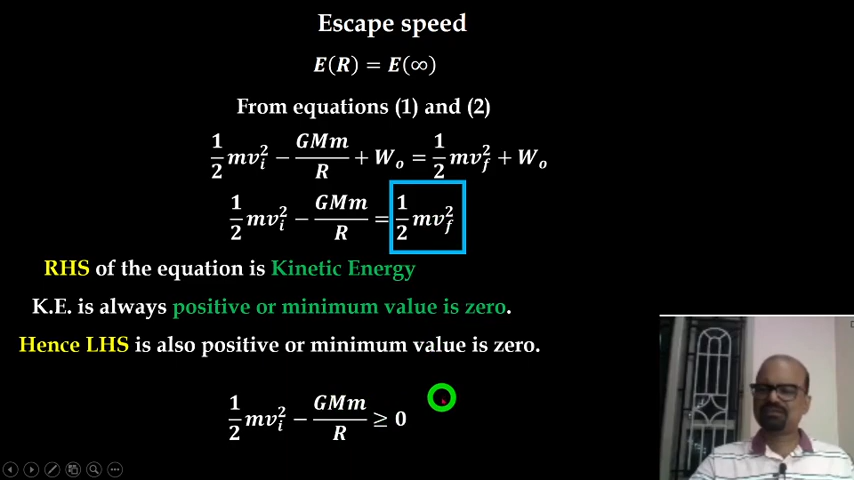 Escape speed
E(R) = E(∞)
From equations (1) and (2)
1/2 mv_i^2 − GMm/R + W_o = 1/2 mv_f^2 + W_o
1/2 mv_i^2 − GMm/R = 1/2 mv_f^2
RHS of the equation is Kinetic Energy
K.E. is always positive or minimum value is zero.
Hence LHS is also positive or minimum value is zero.
1/2 mv_i^2 − GMm/R ≥ 0